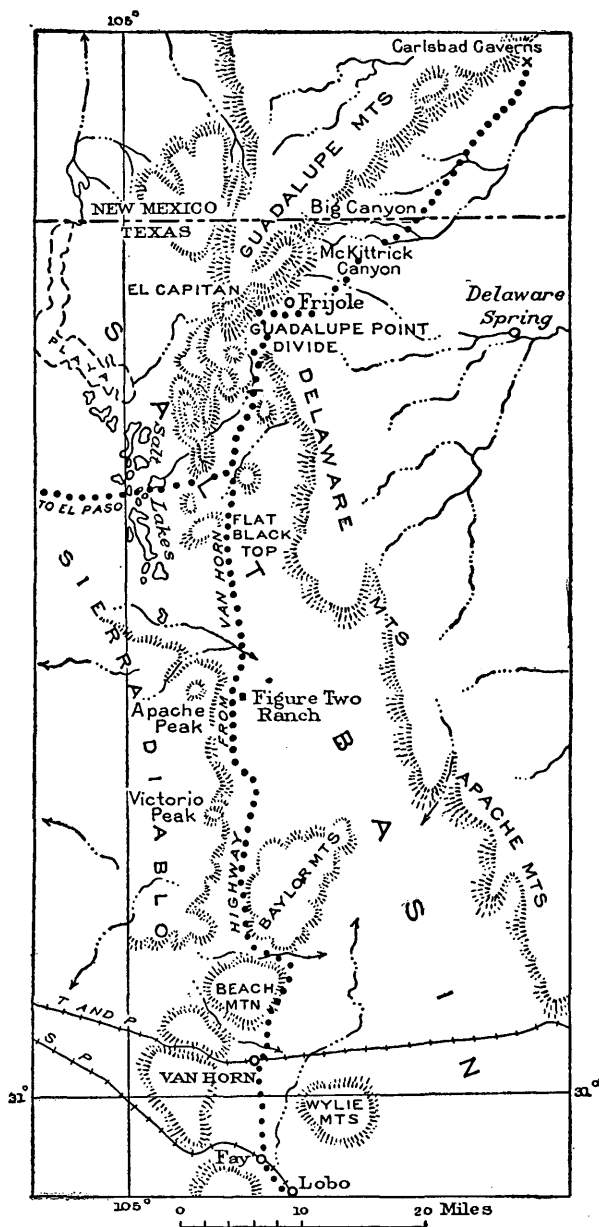 105°
Carlsbad Caverns
GUADALUPE MTS
NEW MEXICO
TEXAS
Big Canyon
McKittrick
Canyon
EL CAPITAN
Frijole
Delaware
Spring
GUADALUPE POINT
DIVIDE
PLAYA
SALT BASIN
Salt Lakes
DELAWARE MTS
TO EL PASO
FLAT
BLACK
TOP
HIGHWAY FROM VAN HORN
SIERRA DIABLO
Figure Two
Ranch
Apache
Peak
Victorio
Peak
APACHE MTS
BAYLOR MTS
BEACH
MTN
T AND P
S P
VAN HORN
31°
31°
WYLIE
MTS
Fay
Lobo
105°
0 10 20 Miles